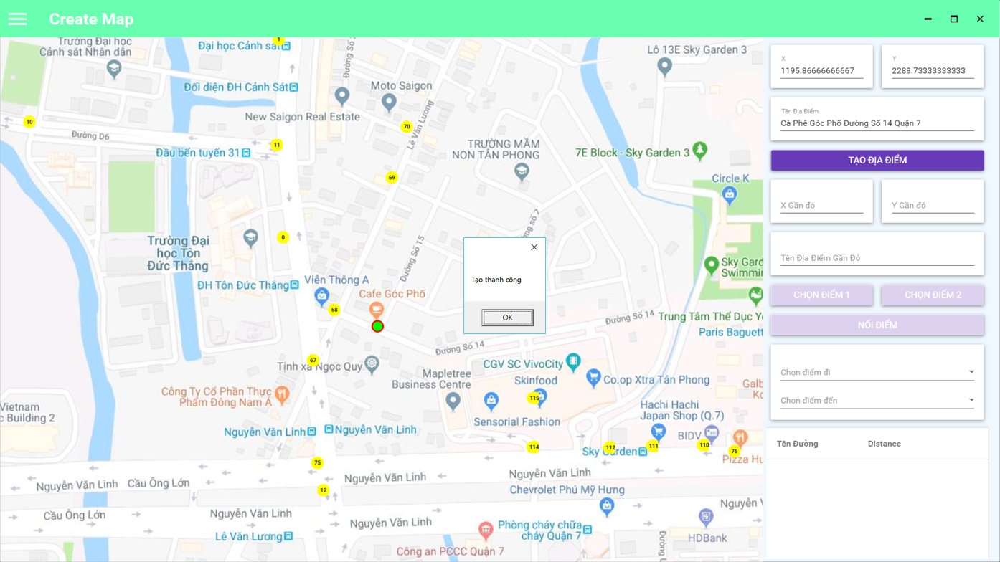 Create Map
1
Trường Đại học
Cảnh sát Nhân dân
Đại học Cảnh sát
Đường Số
Lô 13E Sky Garden 3
Đối diện ĐH Cảnh Sát
Moto Saigon
New Saigon Real Estate
10
Đường D6
70
Lê Văn Lương
11
Đầu bến tuyến 31
TRƯỜNG MẦM
NON TÂN PHONG
7E Block - Sky Garden 3
69
Circle K
Trường Đại
học Tôn
Đức Thắng
0
Đường Số 15
ng số 7
ĐH Tôn Đức Thắng
Viễn Thông A
Cafe Góc Phố
68
Sky Gard
Swimmin
Đường Số 14
Đường Số 14
Trung Tâm Thể Dục
Paris Baguett
67
Tịnh xá Ngọc Quy
Mapletree
Business Centre
CGV SC VivoCity
Skinfood
Co.op Xtra Tân Phong
Galb
115
Công Ty Cổ Phần Thực
Phẩm Đông Nam Á
Sensorial Fashion
Hachi Hachi
Japan Shop (Q.7)
Vietnam
c Building 2
Nguyễn Văn Linh
Nguyễn Văn Linh
BIDV
114
112
111
110
76
Sky Garden
Pizza Hu
75
Nguyễn Văn Linh
Cầu Ông Lớn
Nguyễn Văn Linh
Nguyễn Văn Linh
12
Chevrolet Phú Mỹ Hưng
Cầu Ông Lớn
Nguyễn Văn Linh
Nguyễn V
Nguyễn Văn Linh
Lê Văn Lương
Phòng cháy chữa
cháy Quận 7
HDBank
Công an PCCC Quận 7
Tạo thành công
OK
X
1195.86666666667
Y
2288.73333333333
Tên Địa Điểm
Cà Phê Góc Phố Đường Số 14 Quận 7
TẠO ĐỊA ĐIỂM
X Gần đó
Y Gần đó
Tên Địa Điểm Gần Đó
CHỌN ĐIỂM 1
CHỌN ĐIỂM 2
NỐI ĐIỂM
Chọn điểm đi
Chọn điểm đến
Tên Đường
Distance